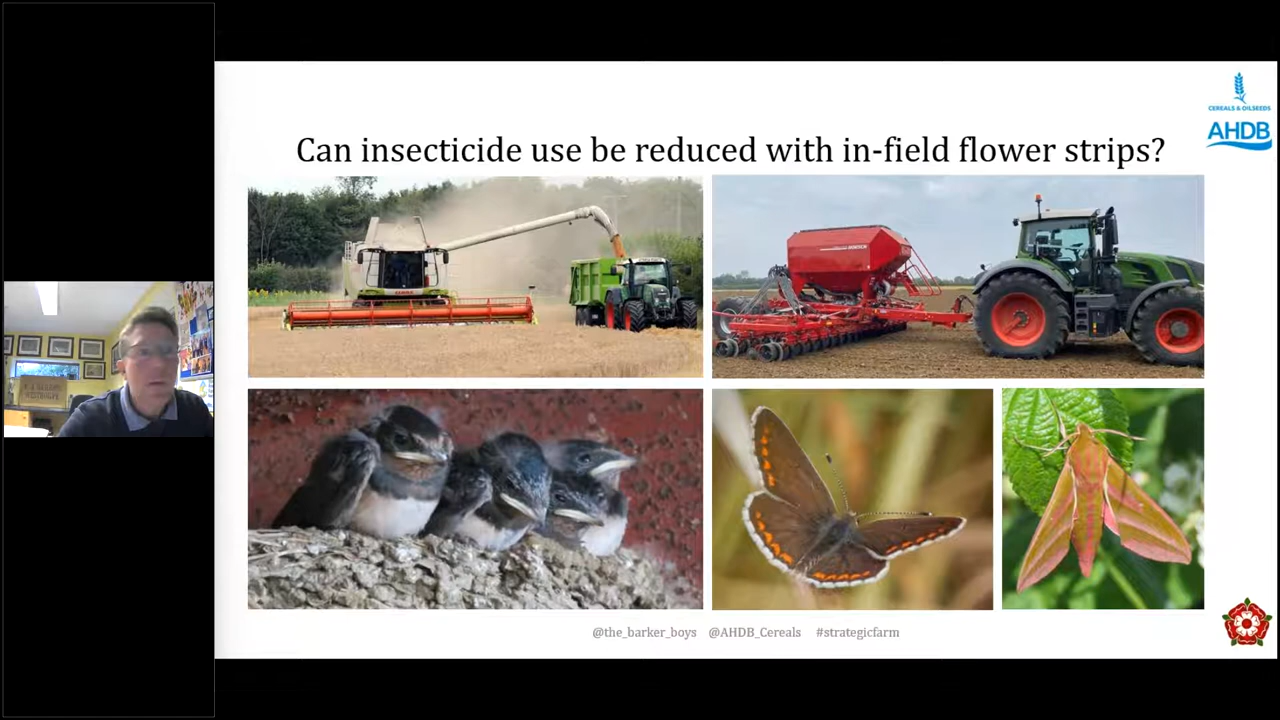 CEREALS & OILSEEDS
AHDB
Can insecticide use be reduced with in-field flower strips?
@the_barker_boys @AHDB_Cereals #strategicfarm